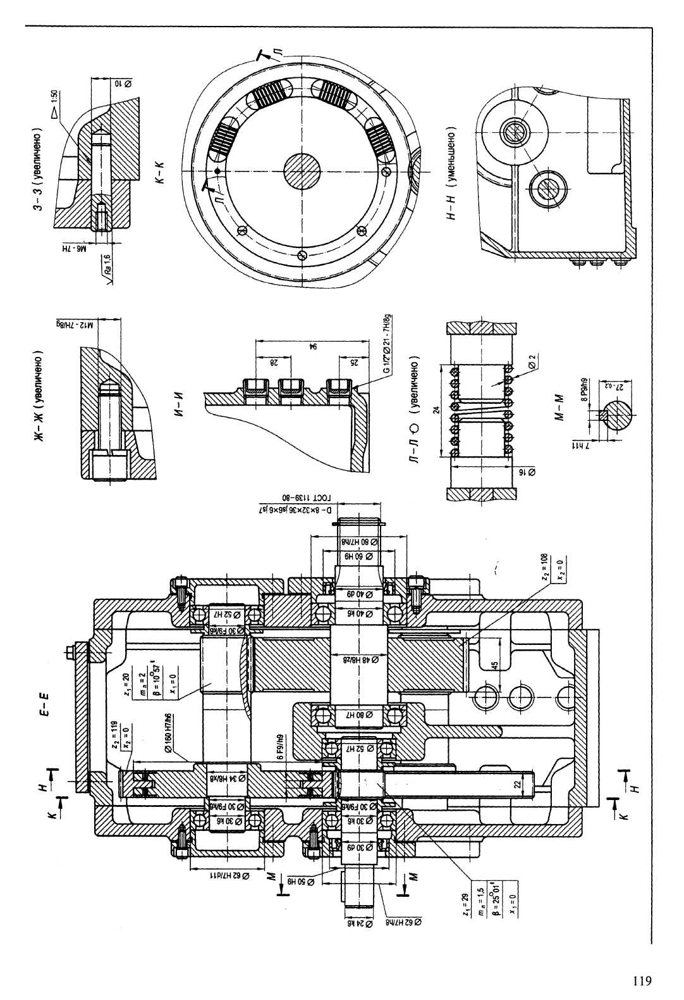 З-З ( увеличено )
▷ 1:50
Ø 10
M6 - 7H
Ra 1,6
К-К
Л
Л
Н-Н ( уменьшено )
Ж-Ж ( увеличено )
M12 - 7H/8g
И-И
94
28
25
G 1/2"Ø 21 - 7H/8g
Л-Л ( увеличено )
24
Ø 2
Ø 16
М-М
8 P9/h9
27-0,2
7 h11
Е-Е
D - 8×32×36 js6×6 js7
ГОСТ 1139-80
Ø 80 H7/h8
Ø 60 H9
Ø 40 d9
Ø 40 k6
Ø 52 H7
Ø 30 F9/k6
Ø 48 H8/z8
z2 = 108
x2 = 0
45
z1 = 20
mn = 2
β = 10°57'
x1 = 0
z2 = 119
x2 = 0
Ø 160 H7/h6
6 F9/h9
Ø 80 H7
Ø 52 H7
Ø 34 H8/x8
22
Н
К
Н
К
Ø 30 F9/k6
Ø 30 k6
Ø 30 F9/k6
Ø 30 k6
Ø 30 d9
Ø 62 H7/d11
М
Ø 50 H9
М
Ø 24 k6
Ø 62 H7/h8
z1 = 29
mn = 1,5
β = 25°01'
x1 = 0
119